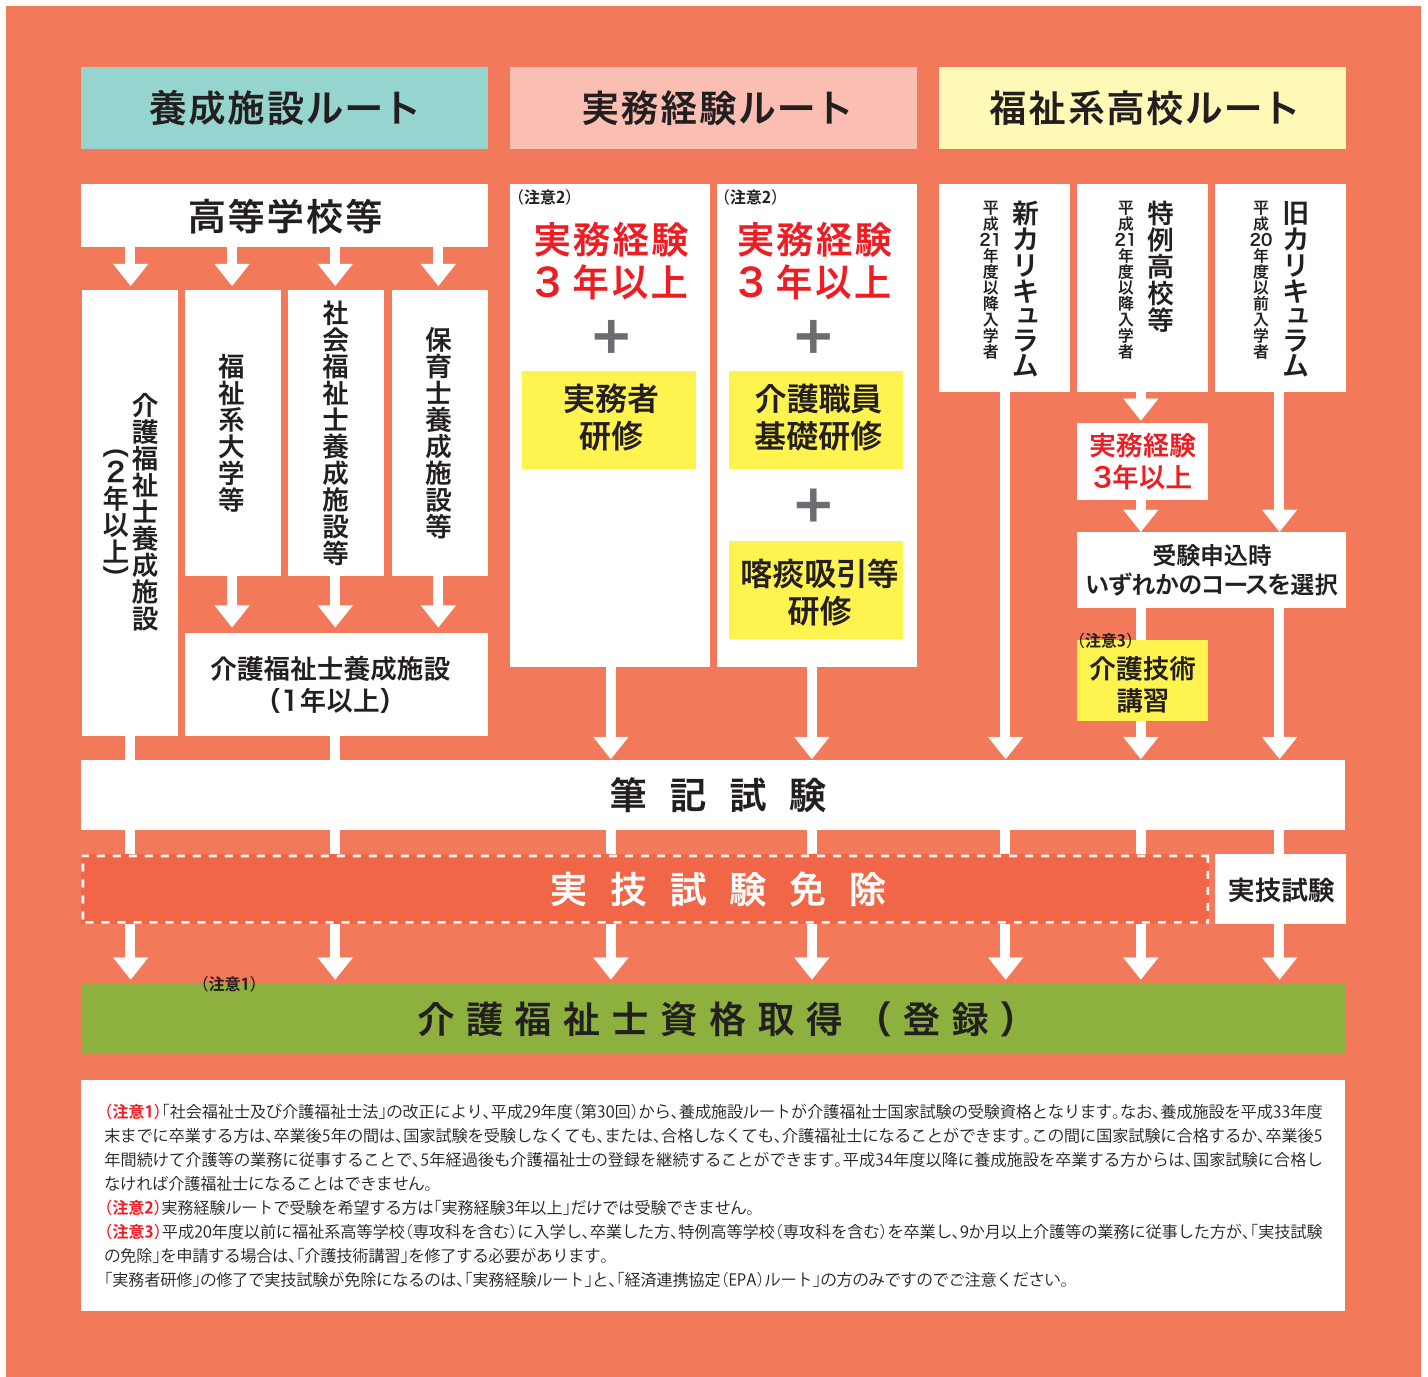 養成施設ルート
実務経験ルート
福祉系高校ルート
高等学校等
介護福祉士養成施設
(2年以上)
福祉系大学等
社会福祉士養成施設等
保育士養成施設等
介護福祉士養成施設
(1年以上)
(注意2)
実務経験
3 年以上
+
実務者
研修
(注意2)
実務経験
3 年以上
+
介護職員
基礎研修
+
喀痰吸引等
研修
新カリキュラム
平成21年度以降入学者
特例高校等
平成21年度以降入学者
旧カリキュラム
平成20年度以前入学者
実務経験
3年以上
受験申込時
いずれかのコースを選択
(注意3)
介護技術
講習
筆記試験
実技試験免除
実技試験
(注意1)
介護福祉士資格取得(登録)
(注意1)「社会福祉士及び介護福祉士法」の改正により、平成29年度(第30回)から、養成施設ルートが介護福祉士国家試験の受験資格となります。なお、養成施設を平成33年度
末までに卒業する方は、卒業後5年の間は、国家試験を受験しなくても、または、合格しなくても、介護福祉士になることができます。この間に国家試験に合格するか、卒業後5
年間続けて介護等の業務に従事することで、5年経過後も介護福祉士の登録を継続することができます。平成34年度以降に養成施設を卒業する方からは、国家試験に合格し
なければ介護福祉士になることはできません。
(注意2)実務経験ルートで受験を希望する方は「実務経験3年以上」だけでは受験できません。
(注意3)平成20年度以前に福祉系高等学校(専攻科を含む)に入学し、卒業した方、特例高等学校(専攻科を含む)を卒業し、9か月以上介護等の業務に従事した方が、「実技試験
の免除」を申請する場合は、「介護技術講習」を修了する必要があります。
「実務者研修」の修了で実技試験が免除になるのは、「実務経験ルート」と、「経済連携協定(EPA)ルート」の方のみですのでご注意ください。